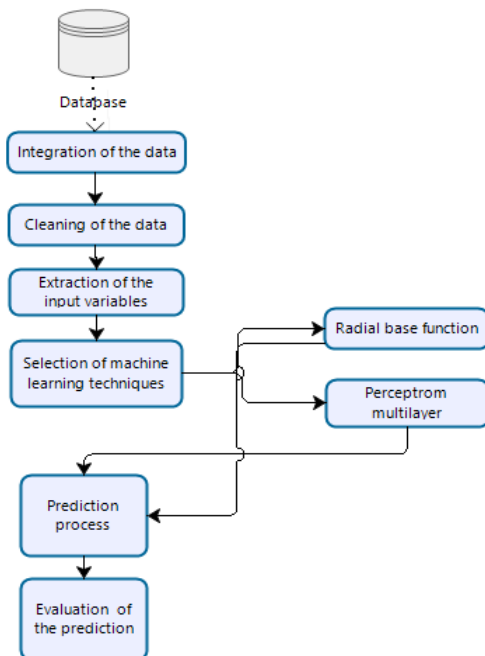 Database
Integration of the data
Cleaning of the data
Extraction of the
input variables
Selection of machine
learning techniques
Radial base function
Perceptrom
multilayer
Prediction
process
Evaluation of
the prediction